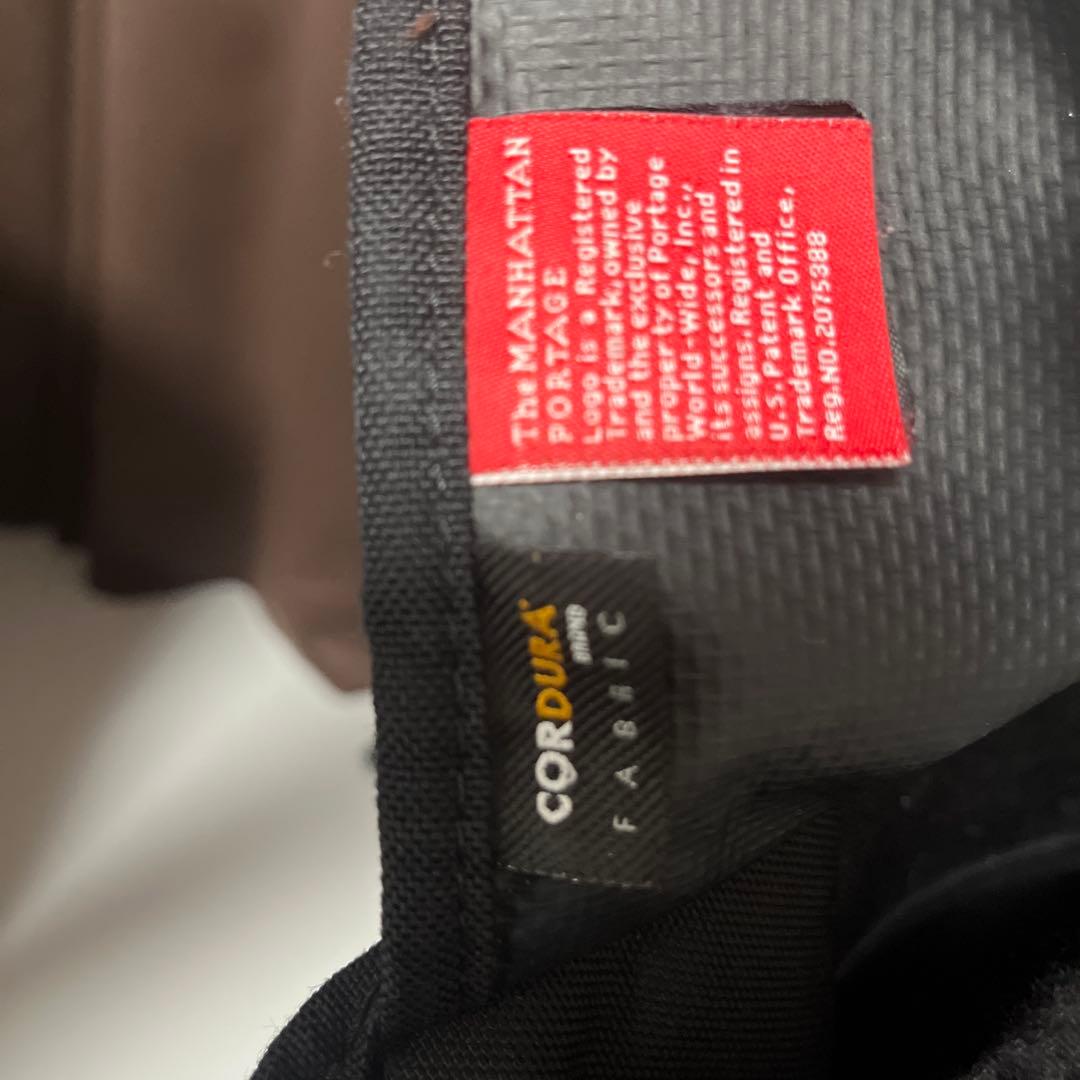 The MANHATTAN
PORTAGE
Logo is a Registered
Trademark, owned by
and the exclusive
property of Portage
World-Wide, Inc.,
its successors and
assigns. Registered in
U.S. Patent and
Trademark Office,
Reg.NO.2075388
CORDURA
BRAND
FABRIC